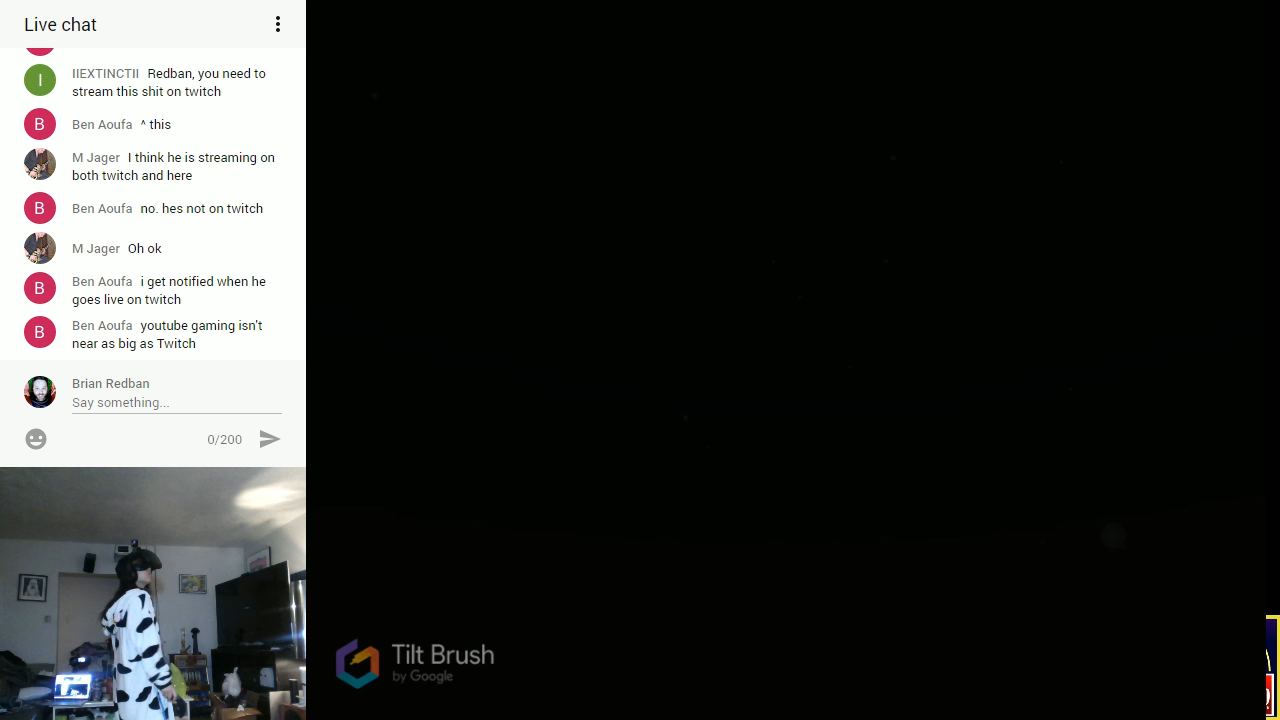 Live chat
I
IIEXTINCTII Redban, you need to
stream this shit on twitch
B
Ben Aoufa ^ this
M Jager I think he is streaming on
both twitch and here
B
Ben Aoufa no. hes not on twitch
M Jager Oh ok
B
Ben Aoufa i get notified when he
goes live on twitch
B
Ben Aoufa youtube gaming isn't
near as big as Twitch
Brian Redban
Say something...
0/200
Tilt Brush
by Google